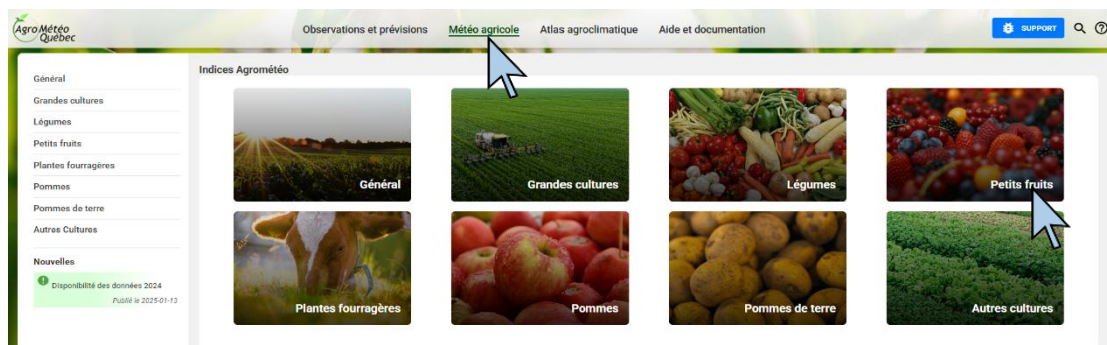 AgroMétéo
Québec
Observations et prévisions
Météo agricole
Atlas agroclimatique
Aide et documentation
SUPPORT
Général
Grandes cultures
Légumes
Petits fruits
Plantes fourragères
Pommes
Pommes de terre
Autres Cultures
Nouvelles
Disponibilité des données 2024
Publié le 2025-01-13
Indices Agrométéo
Général
Grandes cultures
Légumes
Petits fruits
Plantes fourragères
Pommes
Pommes de terre
Autres cultures